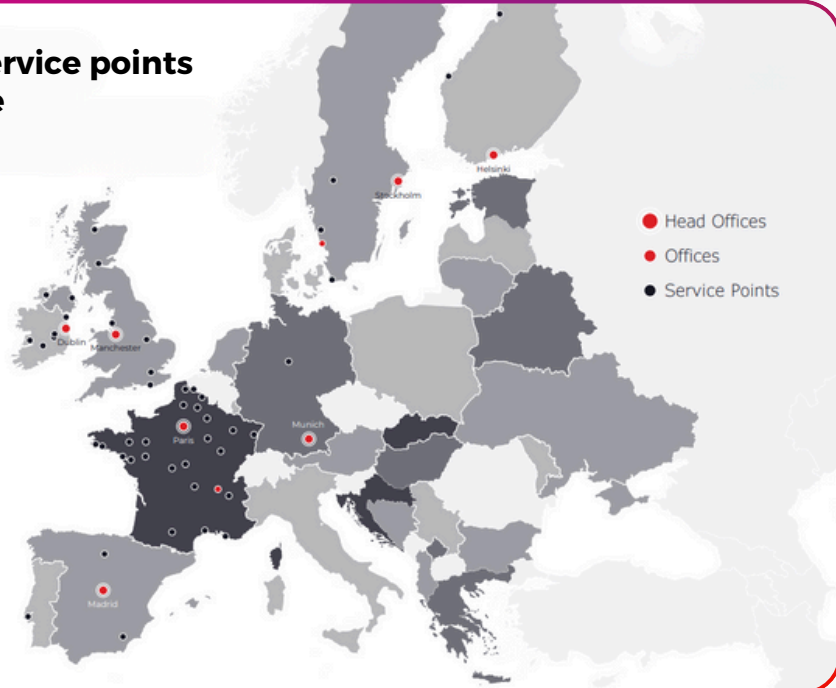 ervice points
e
Helsinki
Stockholm
Head Offices
Offices
Service Points
Dublin
Manchester
Paris
Munich
Madrid